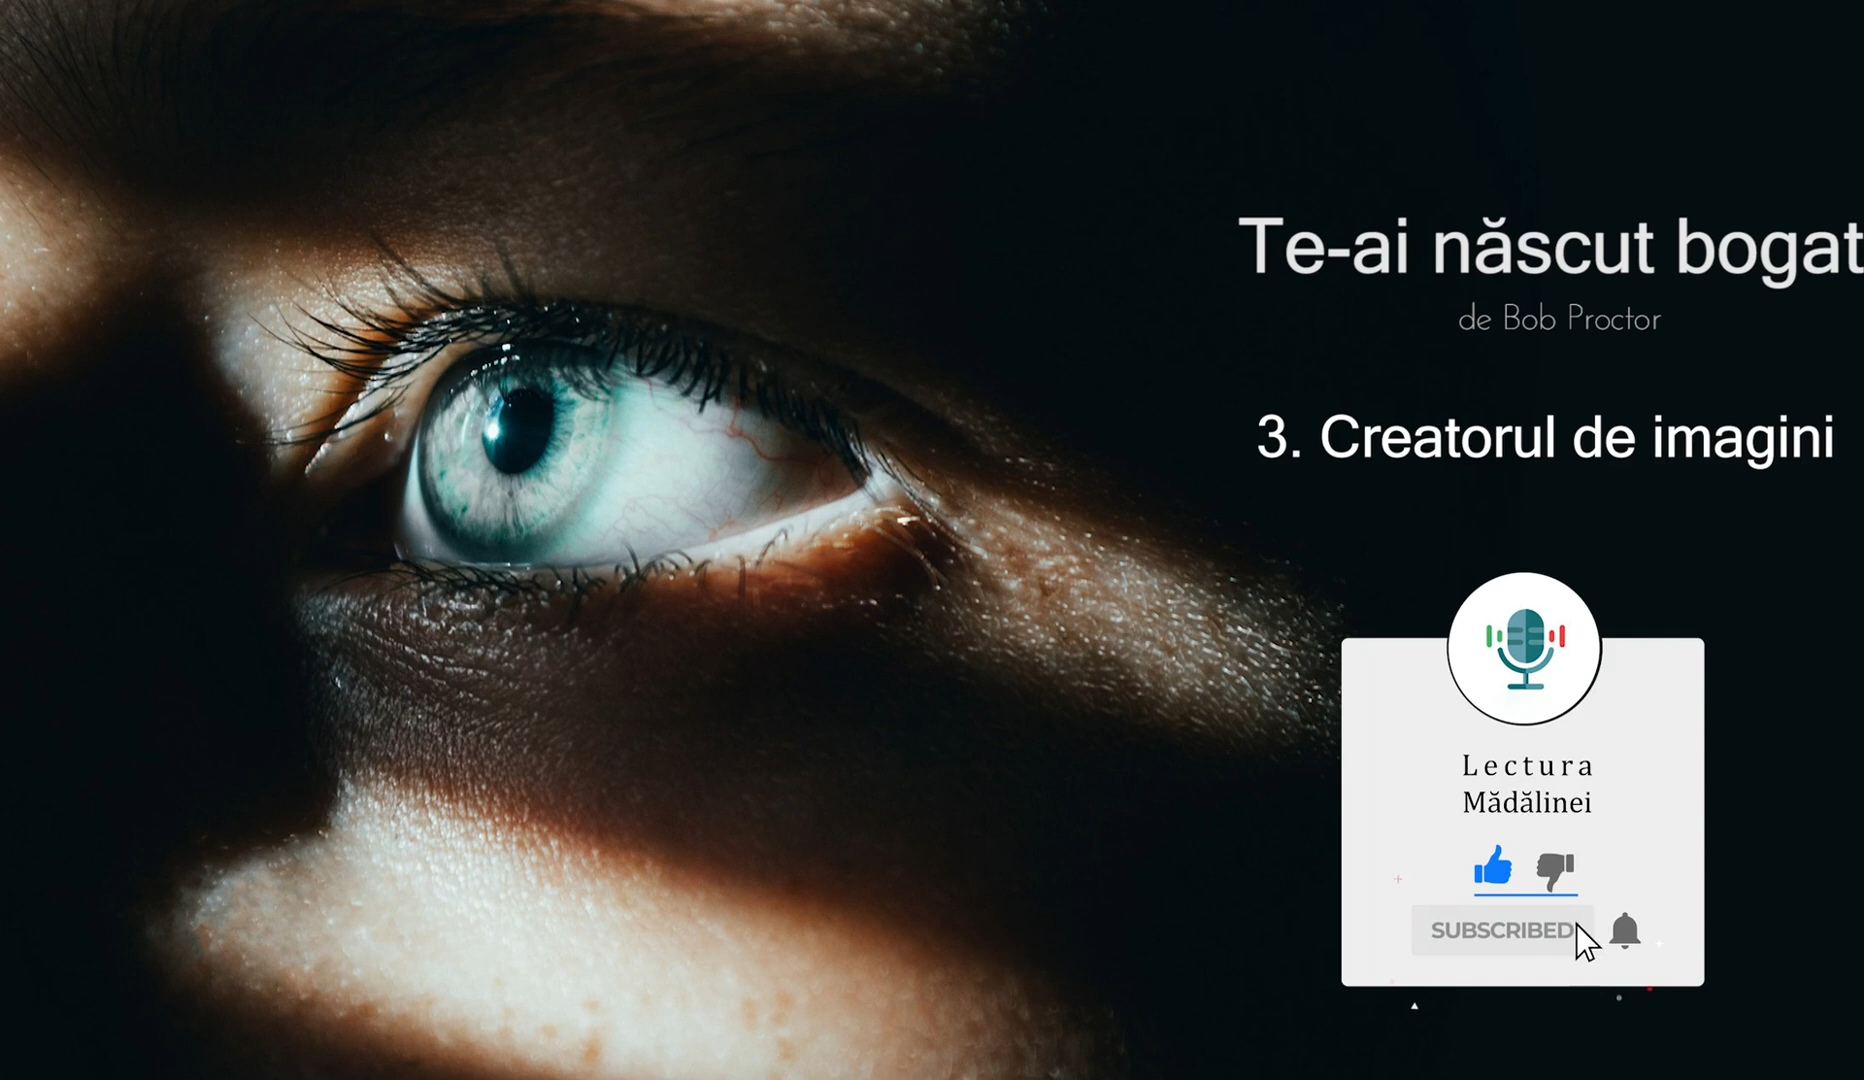 Te-ai născut bogat
de Bob Proctor
3. Creatorul de imagini
Lectura
Mădălinei
SUBSCRIBED